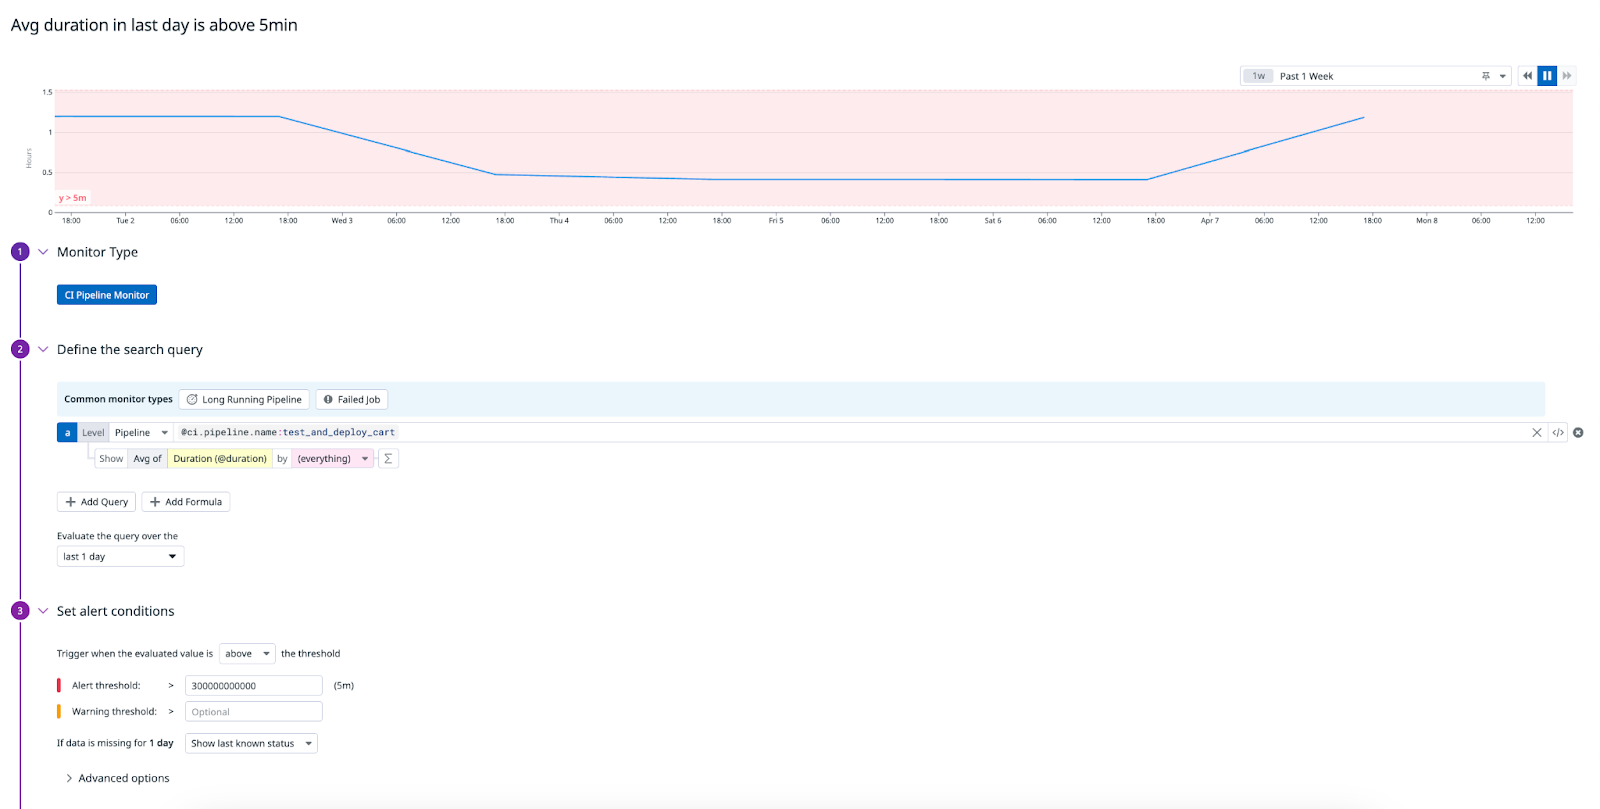 Avg duration in last day is above 5min
1w Past 1 Week
1.5
1
0.5
0
Hours
y > 5m
18:00 Tue 2 06:00 12:00 18:00 Wed 3 06:00 12:00 18:00 Thu 4 06:00 12:00 18:00 Fri 5 06:00 12:00 18:00 Sat 6 06:00 12:00 18:00 Apr 7 06:00 12:00 18:00 Mon 8 06:00 12:00
1 Monitor Type
CI Pipeline Monitor
2 Define the search query
Common monitor types Long Running Pipeline Failed Job
a Level Pipeline @ci.pipeline.name:test_and_deploy_cart </>
Show Avg of Duration (@duration) by (everything) Σ
+ Add Query + Add Formula
Evaluate the query over the
last 1 day
3 Set alert conditions
Trigger when the evaluated value is above the threshold
Alert threshold: > 300000000000 (5m)
Warning threshold: > Optional
If data is missing for 1 day Show last known status
Advanced options